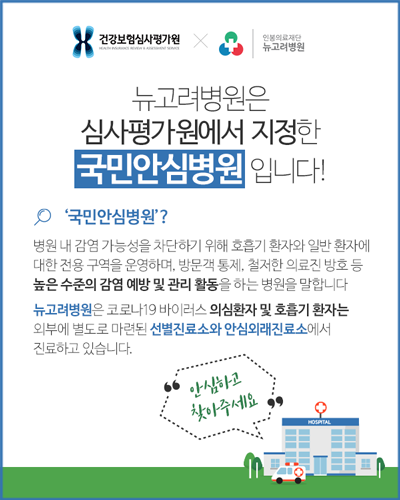 건강보험심사평가원
HEALTH INSURANCE REVIEW & ASSESSMENT SERVICE
×
인봉의료재단
뉴고려병원
뉴고려병원은
심사평가원에서 지정한
국민안심병원 입니다!
‘국민안심병원’?
병원 내 감염 가능성을 차단하기 위해 호흡기 환자와 일반 환자에
대한 전용 구역을 운영하며, 방문객 통제, 철저한 의료진 방호 등
높은 수준의 감염 예방 및 관리 활동을 하는 병원을 말합니다
뉴고려병원은 코로나19 바이러스 의심환자 및 호흡기 환자는
외부에 별도로 마련된 선별진료소와 안심외래진료소에서
진료하고 있습니다.
“안심하고
찾아주세요”
HOSPITAL